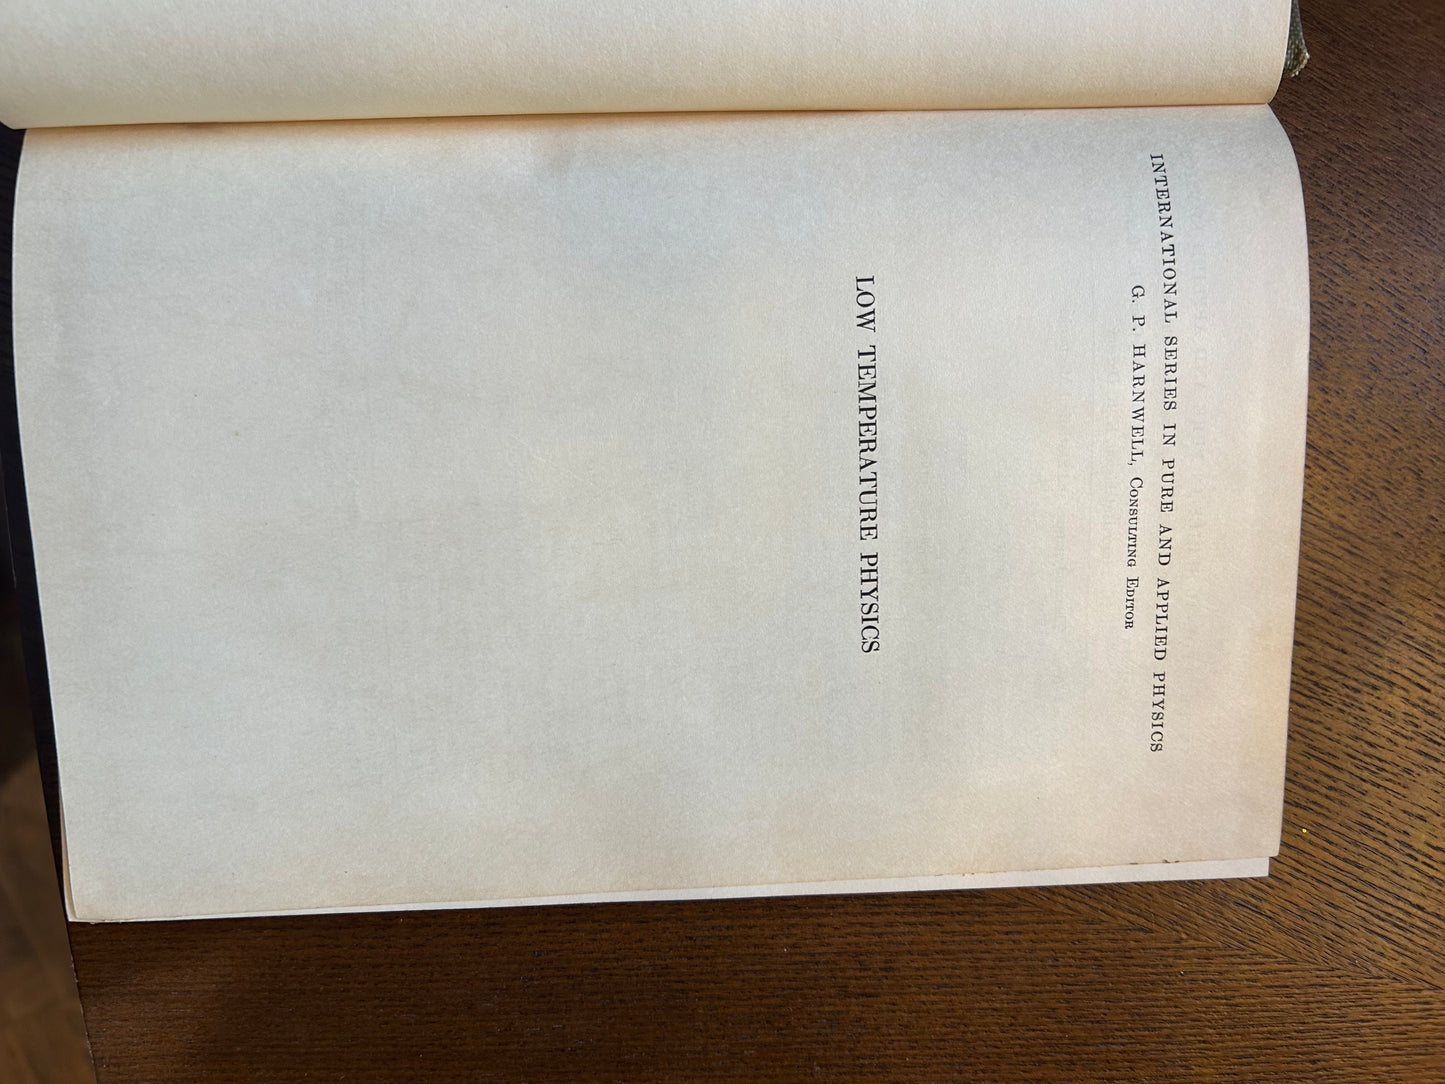 INTERNATIONAL SERIES IN PURE AND APPLIED PHYSICS
G. P. HARNWELL, CONSULTING EDITOR
LOW TEMPERATURE PHYSICS